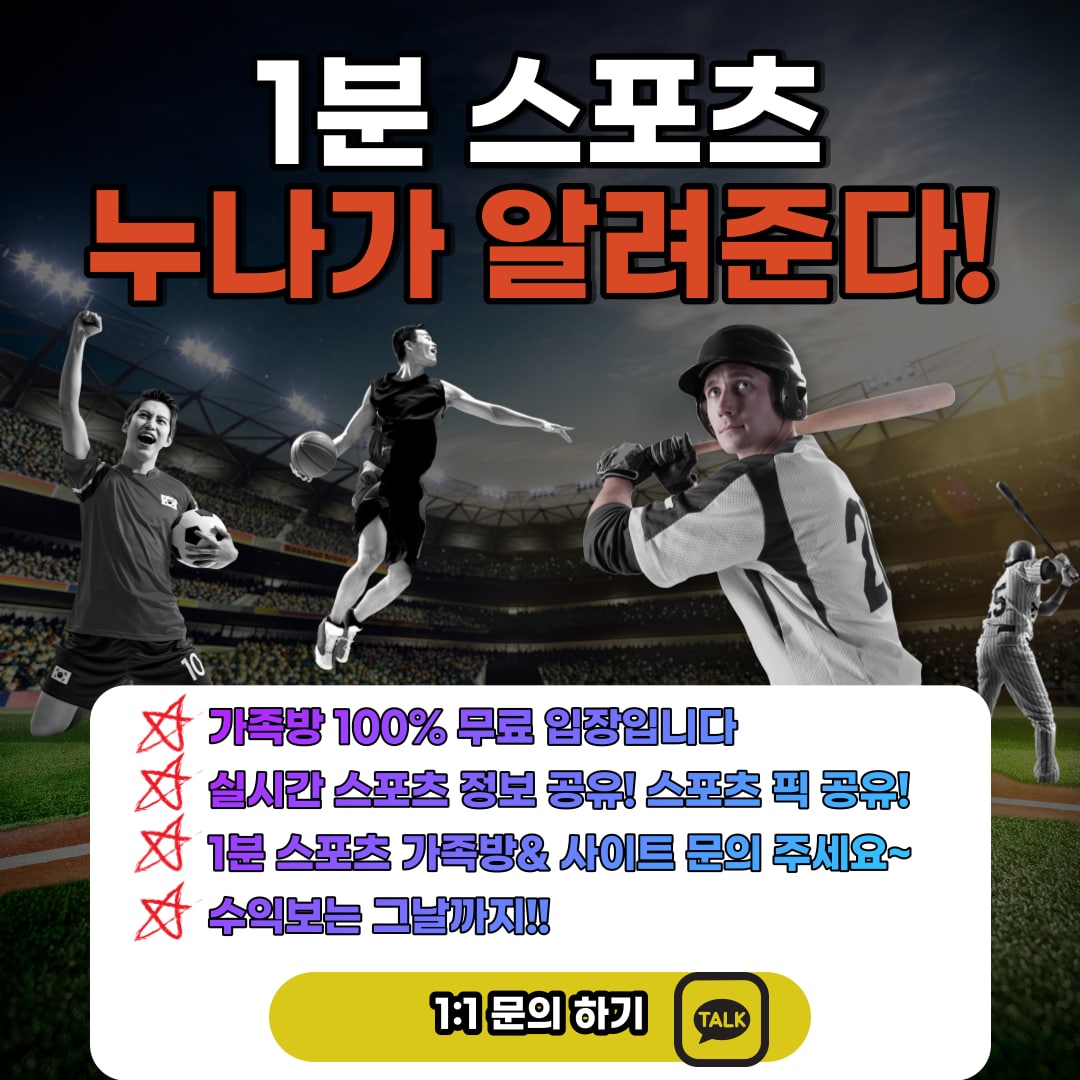 1분 스포츠
누나가 알려준다!
가족방 100% 무료 입장입니다
실시간 스포츠 정보 공유! 스포츠 픽 공유!
1분 스포츠 가족방& 사이트 문의 주세요~
수익보는 그날까지!!
1:1 문의 하기
TALK
10
5